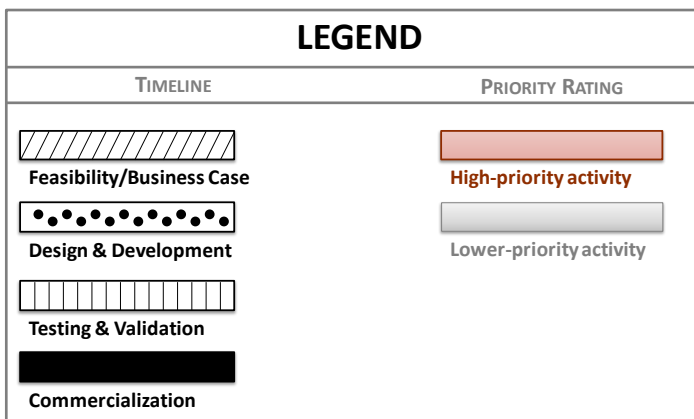 LEGEND
TIMELINE
PRIORITY RATING
Feasibility/Business Case
High-priority activity
Design & Development
Lower-priority activity
Testing & Validation
Commercialization